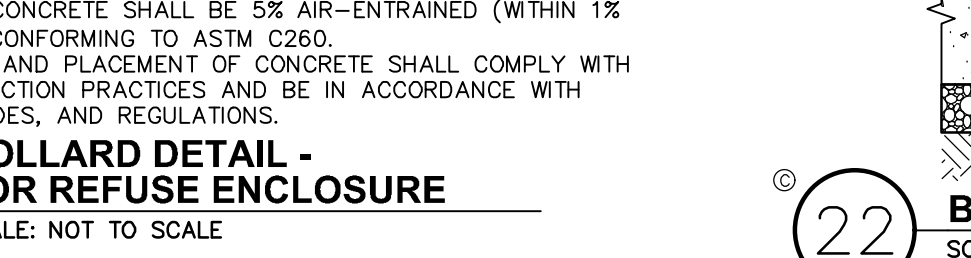 CONCRETE SHALL BE 5% AIR-ENTRAINED (WITHIN 1%
CONFORMING TO ASTM C260.
AND PLACEMENT OF CONCRETE SHALL COMPLY WITH
CTION PRACTICES AND BE IN ACCORDANCE WITH
DES, AND REGULATIONS.
OLLARD DETAIL -
OR REFUSE ENCLOSURE
ALE: NOT TO SCALE
©
22
B
SC